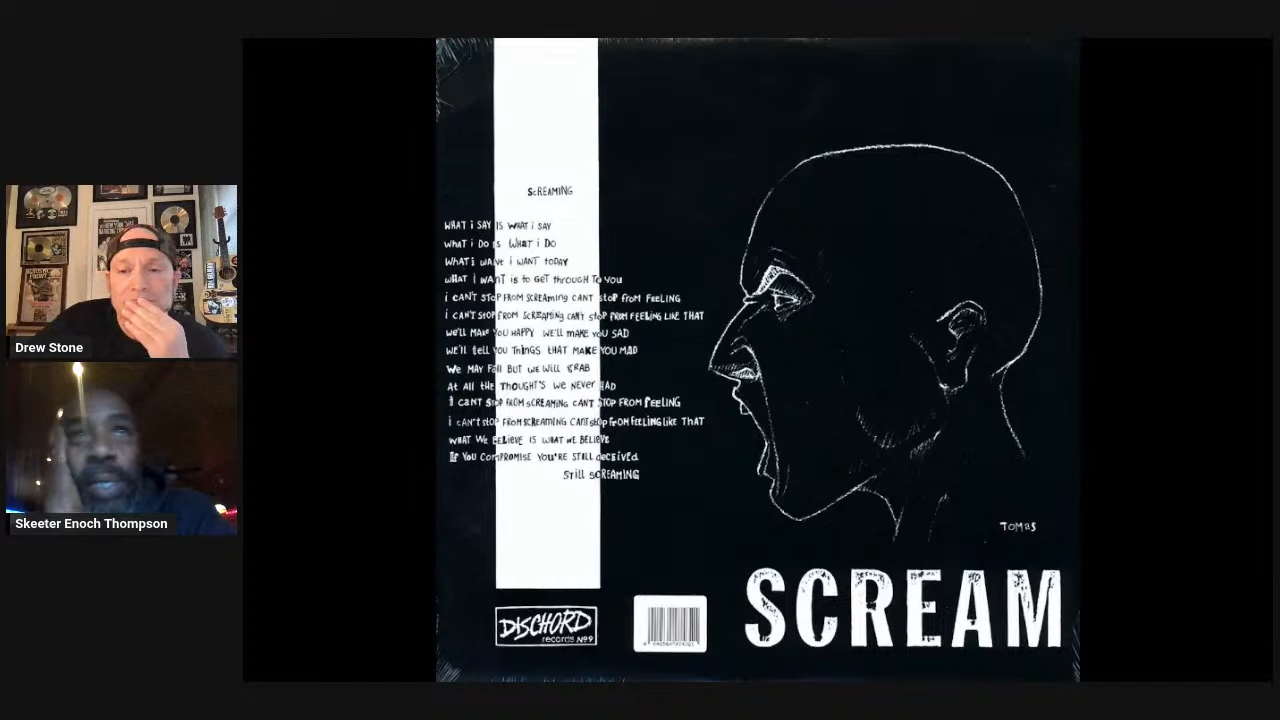 Drew Stone
Skeeter Enoch Thompson
ScREAMING
WHAT i SAY IS WHAT i SAY
WHaT i DO is WHaT i DO
WHAT i WANt i WANT TODAY
wHAT I WANT is to GeT throUGH To you
i CAN'T SToP FROM SCREAming CANT stoP FroM FEELING
i CAN'T STOP FROM ScREAMiNG CAN'T stoP FROM FEELiNG LIKE THAT
we'll MAKE YoU HAPPY we'll mAKE yoU SAD
WE'll tell yoU ThinGS tHAT MAKE YOU MAD
We MAY FAll BUT we WiLL GRAB
At All tHE THOUGHT'S We NEVER HAD
I cANT STOP FROM sCREAMING CANT STOP FROM FEELiNG
i CAN'T stOP FROM SCREAMING CANT stop FROM FEELiNG liKe THAT
WHAT WE BELieve IS WHAT WE BELIEVE
If YOU ComPROMISE YOU'RE STiLL deceived.
STiLL sCREAMiNG
TOMas
SCREAM
DISCHORD
records Nº9